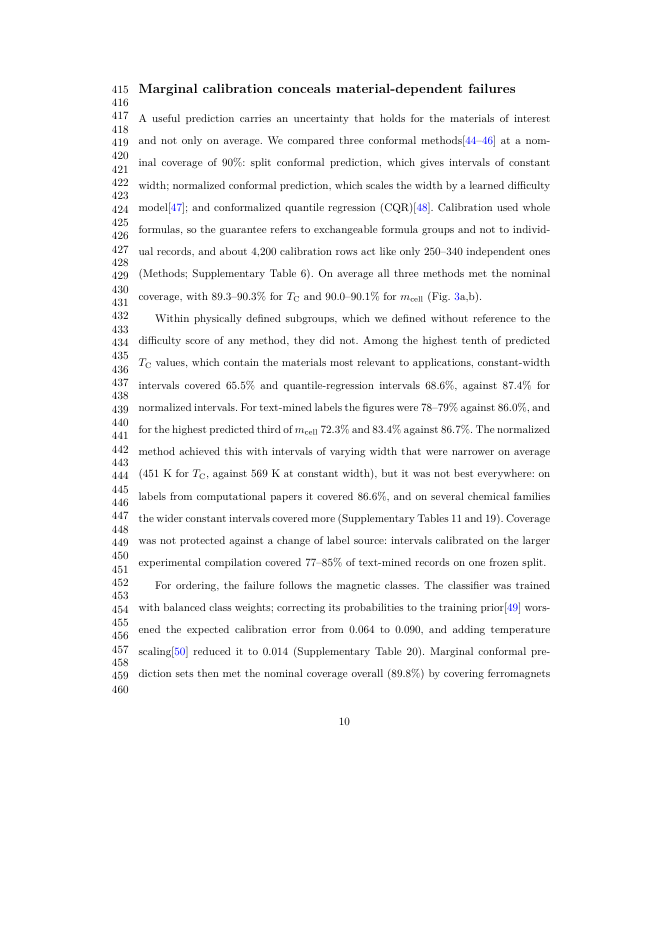 415 Marginal calibration conceals material-dependent failures
416
417 A useful prediction carries an uncertainty that holds for the materials of interest
418
419 and not only on average. We compared three conformal methods[44–46] at a nom-
420
421 inal coverage of 90%: split conformal prediction, which gives intervals of constant
422 width; normalized conformal prediction, which scales the width by a learned difficulty
423
424 model[47]; and conformalized quantile regression (CQR)[48]. Calibration used whole
425
426 formulas, so the guarantee refers to exchangeable formula groups and not to individ-
427 ual records, and about 4,200 calibration rows act like only 250–340 independent ones
428
429 (Methods; Supplementary Table 6). On average all three methods met the nominal
430
431 coverage, with 89.3–90.3% for T_C and 90.0–90.1% for m_cell (Fig. 3a,b).
432 Within physically defined subgroups, which we defined without reference to the
433
434 difficulty score of any method, they did not. Among the highest tenth of predicted
435
436 T_C values, which contain the materials most relevant to applications, constant-width
437 intervals covered 65.5% and quantile-regression intervals 68.6%, against 87.4% for
438
439 normalized intervals. For text-mined labels the figures were 78–79% against 86.0%, and
440
441 for the highest predicted third of m_cell 72.3% and 83.4% against 86.7%. The normalized
442 method achieved this with intervals of varying width that were narrower on average
443
444 (451 K for T_C, against 569 K at constant width), but it was not best everywhere: on
445
446 labels from computational papers it covered 86.6%, and on several chemical families
447 the wider constant intervals covered more (Supplementary Tables 11 and 19). Coverage
448
449 was not protected against a change of label source: intervals calibrated on the larger
450
451 experimental compilation covered 77–85% of text-mined records on one frozen split.
452 For ordering, the failure follows the magnetic classes. The classifier was trained
453
454 with balanced class weights; correcting its probabilities to the training prior[49] wors-
455
456 ened the expected calibration error from 0.064 to 0.090, and adding temperature
457 scaling[50] reduced it to 0.014 (Supplementary Table 20). Marginal conformal pre-
458
459 diction sets then met the nominal coverage overall (89.8%) by covering ferromagnets
460
10